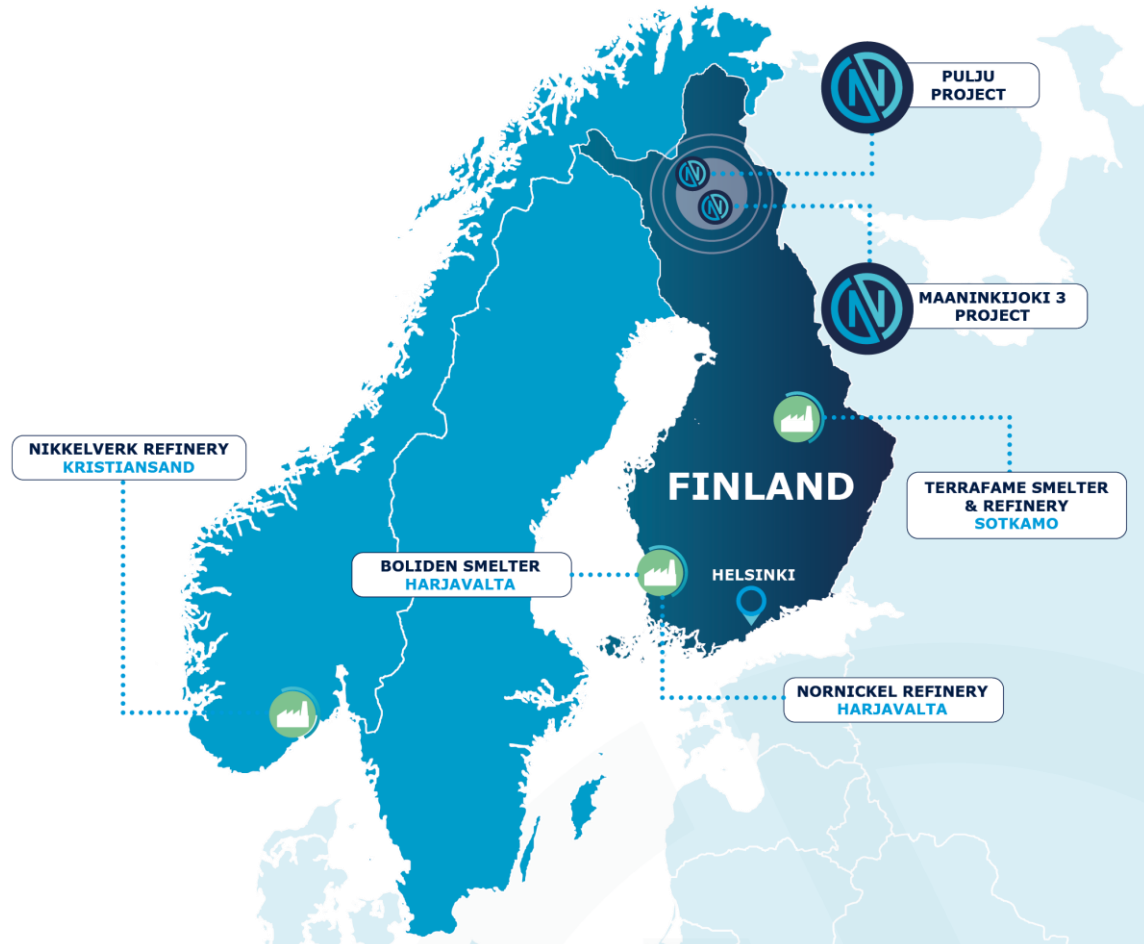 PULJU
PROJECT
MAANINKIJOKI 3
PROJECT
NIKKELVERK REFINERY
KRISTIANSAND
FINLAND
TERRAFAME SMELTER
& REFINERY
SOTKAMO
BOLIDEN SMELTER
HARJAVALTA
HELSINKI
NORNICKEL REFINERY
HARJAVALTA